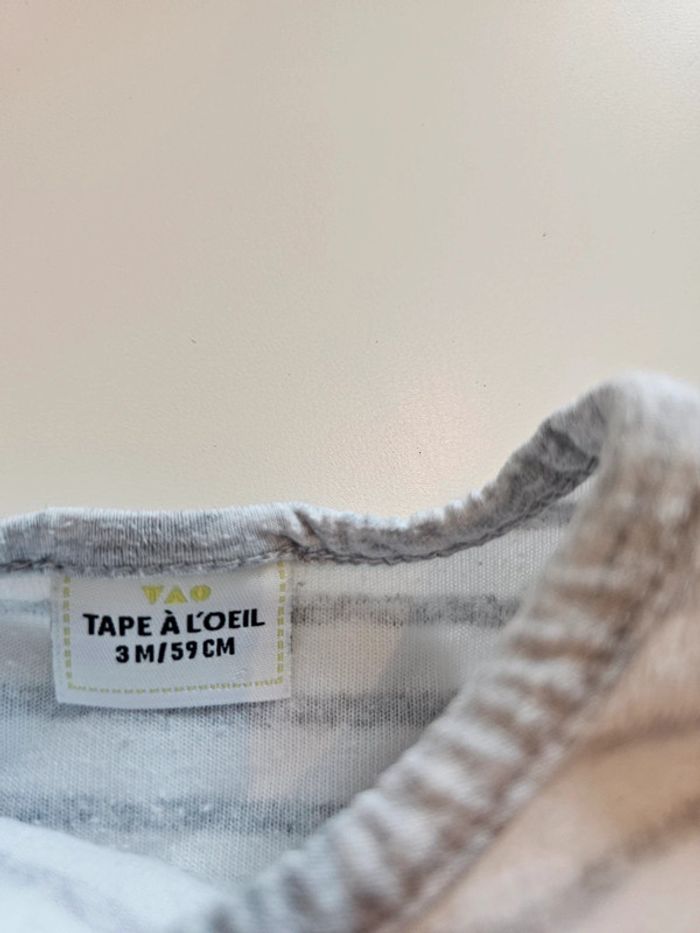 TAO
TAPE À L'OEIL
3 M/59 CM